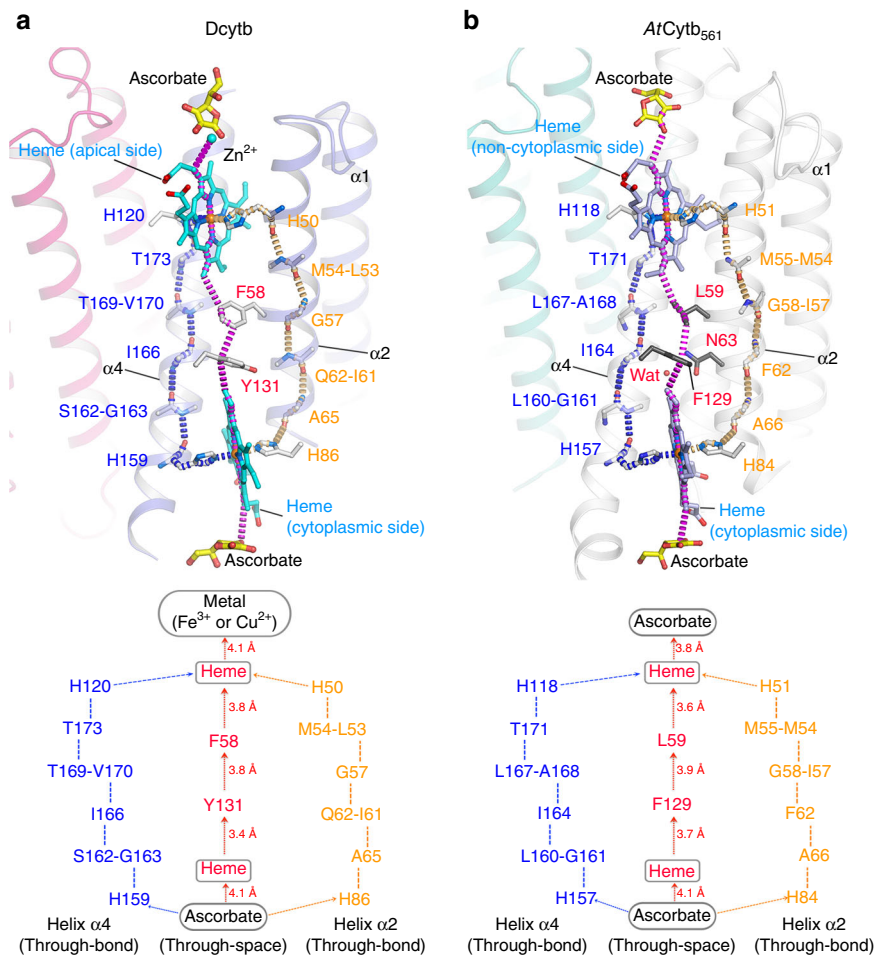 a
Dcytb
Ascorbate
Zn²⁺
Heme (apical side)
α1
H120
H50
T173
M54-L53
F58
T169-V170
G57
I166
α2
α4
Y131
Q62-I61
S162-G163
A65
H159
H86
Heme
(cytoplasmic side)
Ascorbate
Metal
(Fe³⁺ or Cu²⁺)
4.1 Å
Heme
H120
H50
3.8 Å
T173
F58
M54-L53
3.8 Å
T169-V170
G57
Y131
I166
Q62-I61
3.4 Å
S162-G163
A65
Heme
4.1 Å
H159
H86
Ascorbate
Helix α4
(Through-bond)
(Through-space)
Helix α2
(Through-bond)
b
AtCytb₅₆₁
Ascorbate
Heme
(non-cytoplasmic side)
α1
H118
H51
T171
M55-M54
L59
L167-A168
G58-I57
N63
I164
α2
α4
F62
Wat
F129
L160-G161
A66
H157
H84
Heme
(cytoplasmic side)
Ascorbate
Ascorbate
3.8 Å
Heme
H118
H51
3.6 Å
T171
L59
M55-M54
3.9 Å
L167-A168
G58-I57
F129
I164
F62
3.7 Å
L160-G161
A66
Heme
4.1 Å
H157
H84
Ascorbate
Helix α4
(Through-bond)
(Through-space)
Helix α2
(Through-bond)